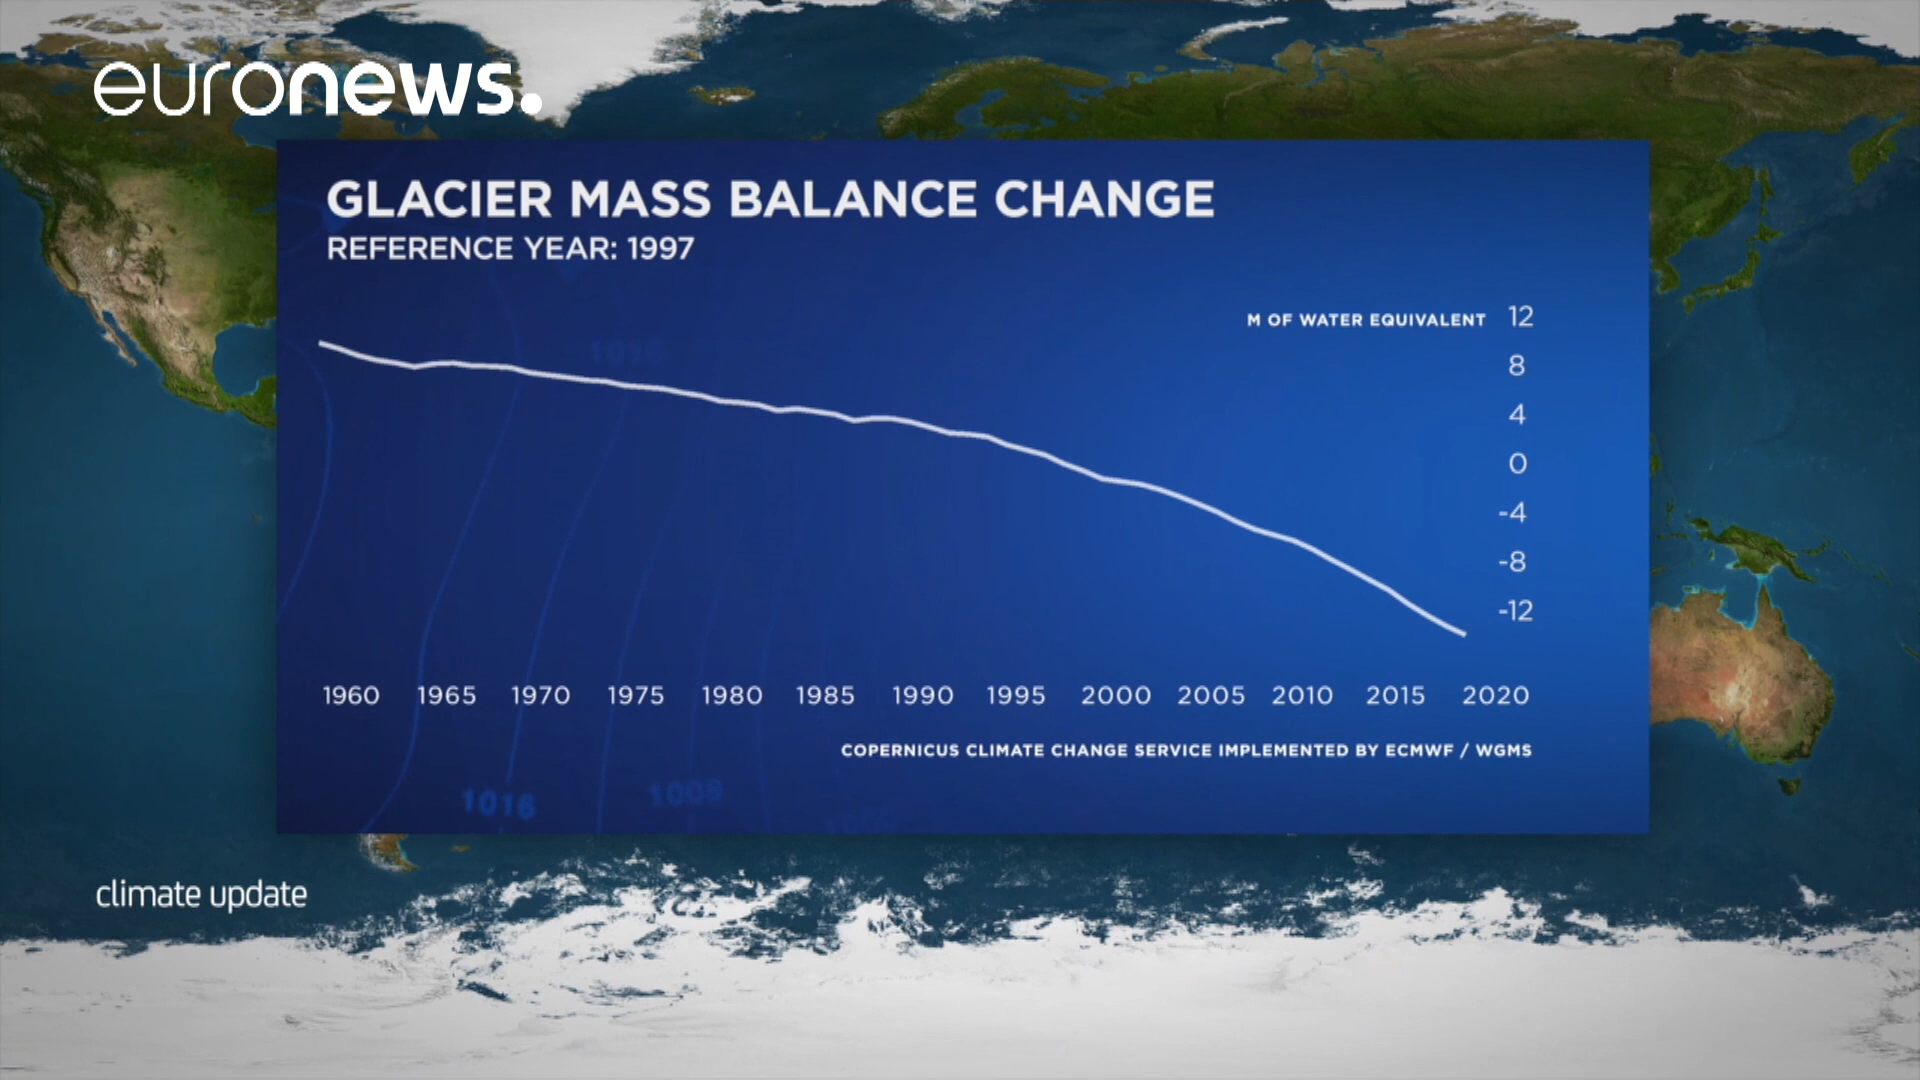 euronews.
GLACIER MASS BALANCE CHANGE
REFERENCE YEAR: 1997
M OF WATER EQUIVALENT 12
8
4
0
-4
-8
-12
1960 1965 1970 1975 1980 1985 1990 1995 2000 2005 2010 2015 2020
COPERNICUS CLIMATE CHANGE SERVICE IMPLEMENTED BY ECMWF / WGMS
1016 1008
climate update